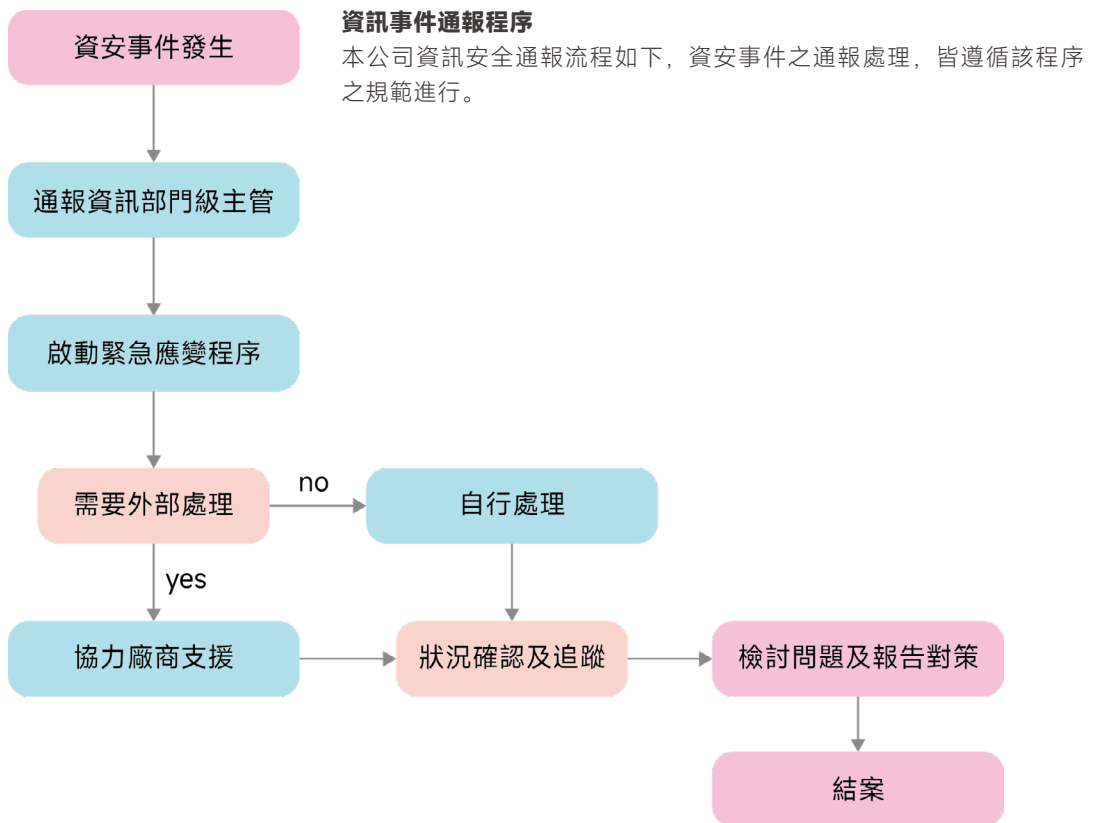 資訊事件通報程序
本公司資訊安全通報流程如下，資安事件之通報處理，皆遵循該程序
之規範進行。
資安事件發生
通報資訊部門級主管
啟動緊急應變程序
需要外部處理
no
自行處理
yes
協力廠商支援
狀況確認及追蹤
檢討問題及報告對策
結案